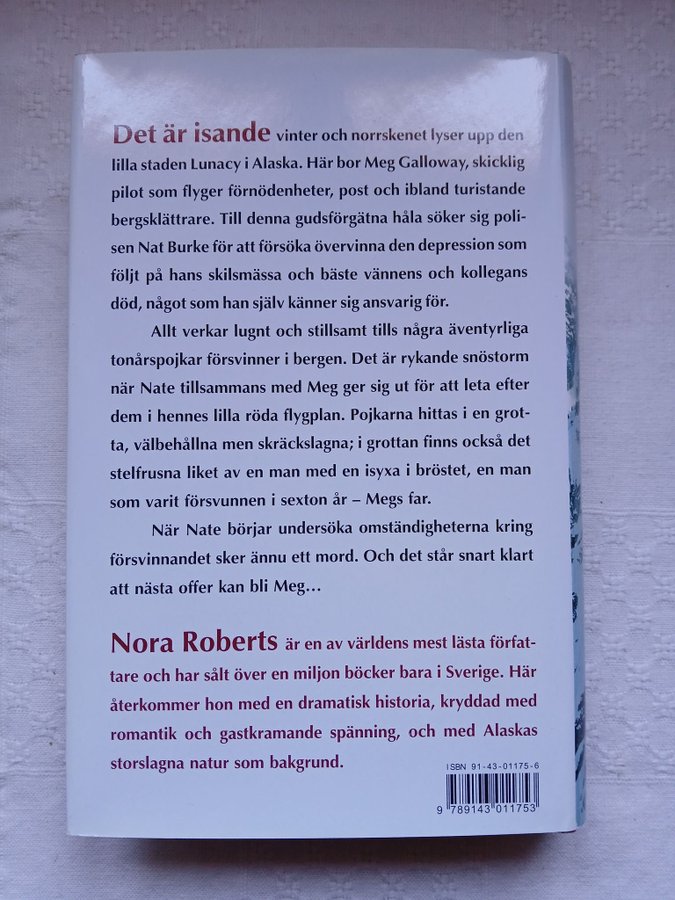 Det är isande vinter och norrskenet lyser upp den
lilla staden Lunacy i Alaska. Här bor Meg Galloway, skicklig
pilot som flyger förnödenheter, post och ibland turistande
bergsklättrare. Till denna gudsförgätna håla söker sig poli-
sen Nat Burke för att försöka övervinna den depression som
följt på hans skilsmässa och bäste vännens och kollegans
död, något som han själv känner sig ansvarig för.
Allt verkar lugnt och stillsamt tills några äventyrliga
tonårspojkar försvinner i bergen. Det är rykande snöstorm
när Nate tillsammans med Meg ger sig ut för att leta efter
dem i hennes lilla röda flygplan. Pojkarna hittas i en grot-
ta, välbehållna men skräckslagna; i grottan finns också det
stelfrusna liket av en man med en isyxa i bröstet, en man
som varit försvunnen i sexton år – Megs far.
När Nate börjar undersöka omständigheterna kring
försvinnandet sker ännu ett mord. Och det står snart klart
att nästa offer kan bli Meg…
Nora Roberts är en av världens mest lästa förfat-
tare och har sålt över en miljon böcker bara i Sverige. Här
återkommer hon med en dramatisk historia, kryddad med
romantik och gastkramande spänning, och med Alaskas
storslagna natur som bakgrund.
ISBN 91-43-01175-6
9 789143 011753